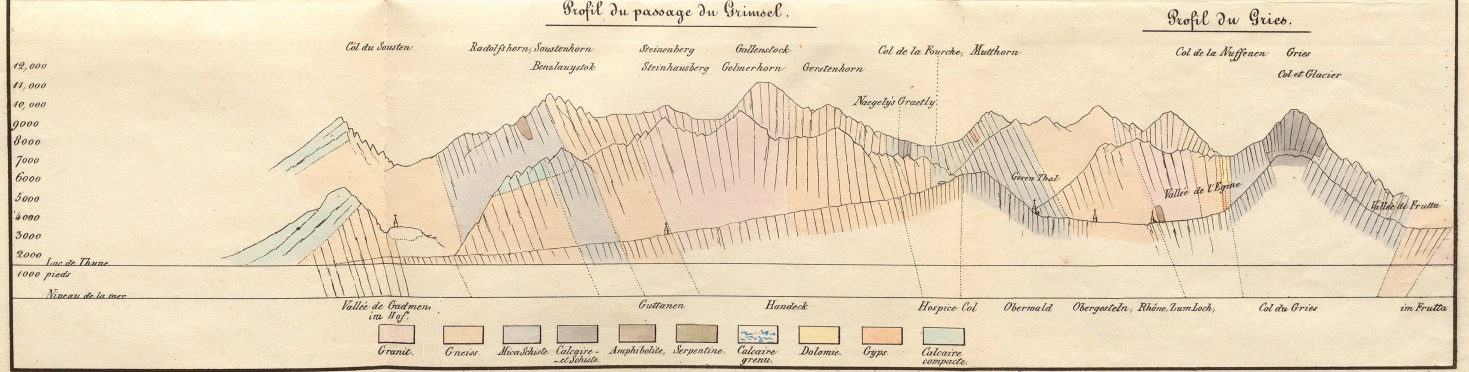 Profil du passage du Grimsel.
Profil du Gries.
Col du Sousten
Radolfshorn, Soustenhorn
Steinenberg
Gallenstock
Col de la Fourche, Mutthorn
Col de la Nuffenen
Gries
Benzlauystok
Steinhausberg
Gelmerhorn
Gerstenhorn
Col et Glacier
Naegely's Graetly.
12,000
11,000
10,000
9000
8000
7000
6000
5000
4000
3000
2000
Lac de Thune
1000 pieds
Niveau de la mer
Geren Thal
Vallée de l'Egine
Vallée de Frutta
Vallée de Gadmen,
im Hof.
Guttanen
Handeck
Hospice Col
Oberwald
Obergesteln, Rhône, Zum Loch,
Col du Gries
im Frutta
Granit.
Gneiss.
Mica Schiste.
Calcaire -
- et Schiste
Amphibolite,
Serpentine.
Calcaire
grenu.
Dolomie.
Gyps.
Calcaire
compacte.